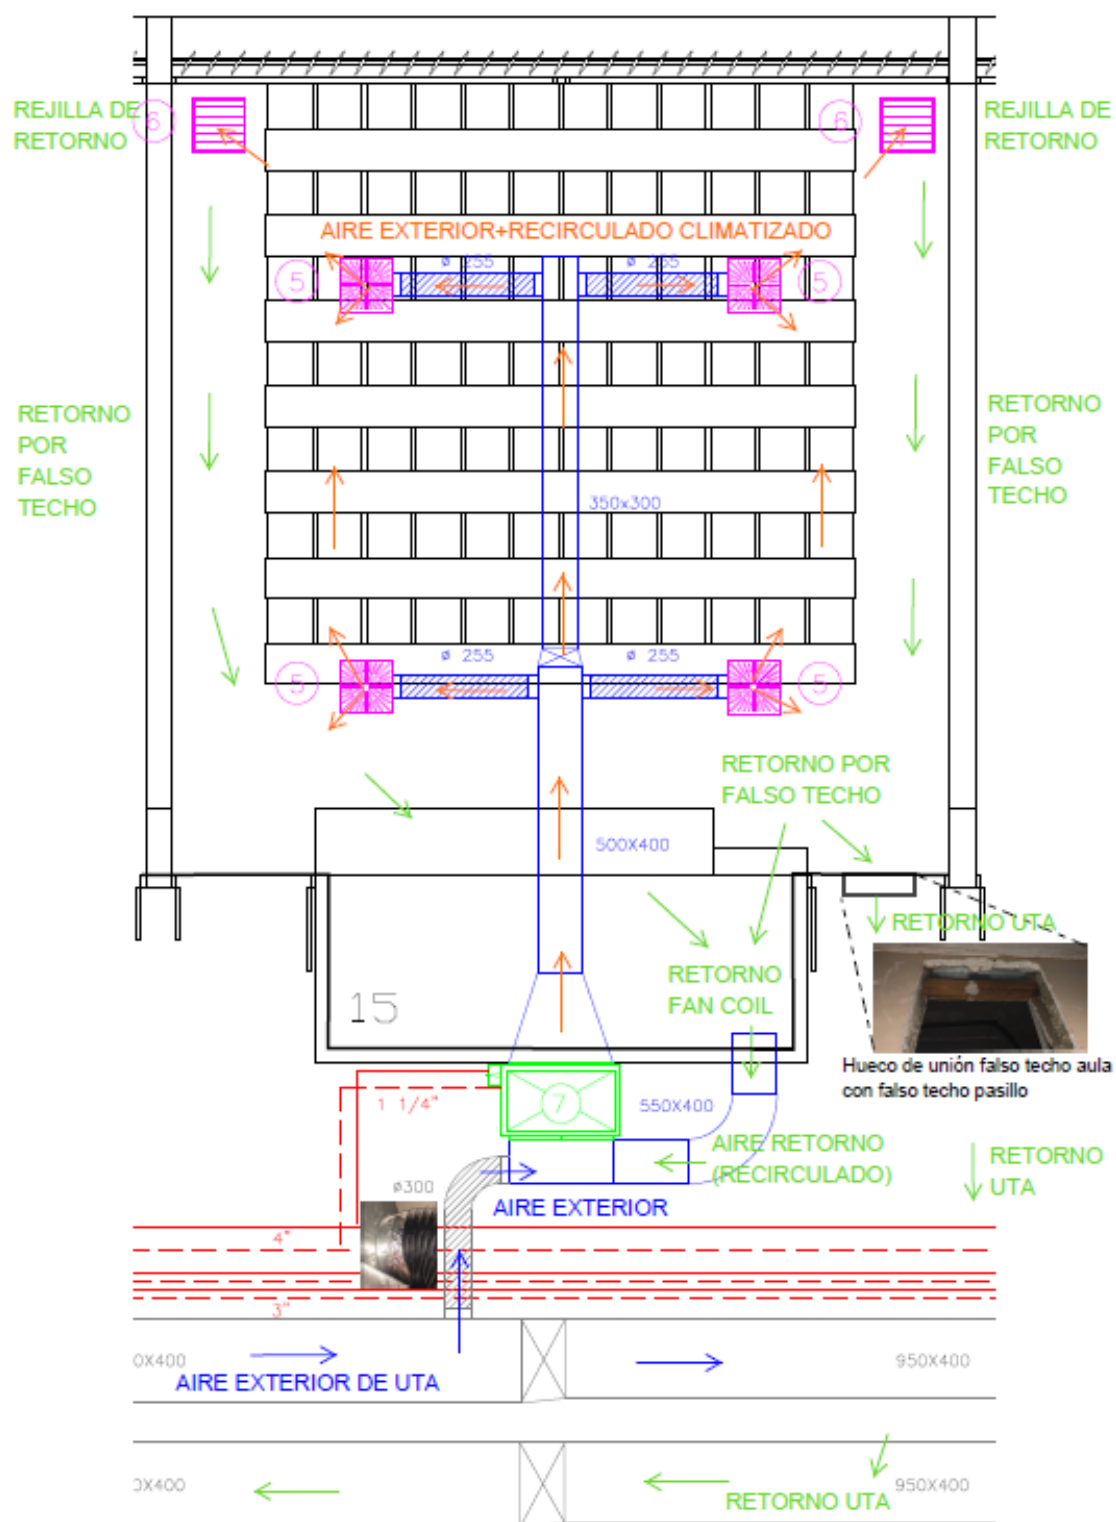 REJILLA DE
RETORNO
6
6
REJILLA DE
RETORNO
AIRE EXTERIOR+RECIRCULADO CLIMATIZADO
ø 255
ø 255
5
5
RETORNO
POR
FALSO
TECHO
RETORNO
POR
FALSO
TECHO
350x300
ø 255
ø 255
5
5
RETORNO POR
FALSO TECHO
500X400
RETORNO UTA
RETORNO
FAN COIL
15
Hueco de unión falso techo aula
con falso techo pasillo
1 1/4"
7
550X400
AIRE RETORNO
(RECIRCULADO)
RETORNO
UTA
ø300
AIRE EXTERIOR
4"
3"
0X400
950X400
AIRE EXTERIOR DE UTA
0X400
950X400
RETORNO UTA